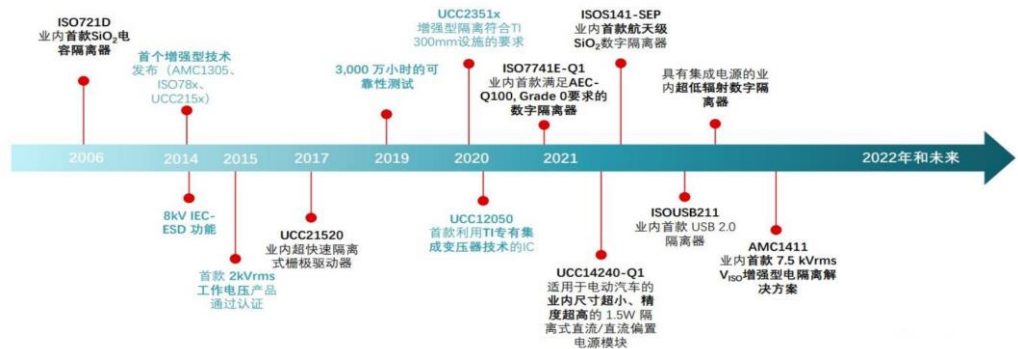 ISO721D
业内首款SiO₂电
容隔离器
首个增强型技术
发布（AMC1305、
ISO78x、
UCC215x）
3,000 万小时的可
靠性测试
UCC2351x
增强型隔离符合TI
300mm设施的要求
ISO7741E-Q1
业内首款满足AEC-
Q100, Grade 0要求的
数字隔离器
ISOS141-SEP
业内首款航天级
SiO₂数字隔离器
具有集成电源的业
内超低辐射数字隔
离器
2006
2014
2015
2017
2019
2020
2021
2022年和未来
8kV IEC-
ESD 功能
首款 2kVrms
工作电压产品
通过认证
UCC21520
业内超快速隔离
式栅极驱动器
UCC12050
首款利用TI专有集
成变压器技术的IC
UCC14240-Q1
适用于电动汽车的
业内尺寸超小、精
度超高的 1.5W 隔
离式直流/直流偏置
电源模块
ISOUSB211
业内首款 USB 2.0
隔离器
AMC1411
业内首款 7.5 kVrms
VISO增强型电隔离解
决方案